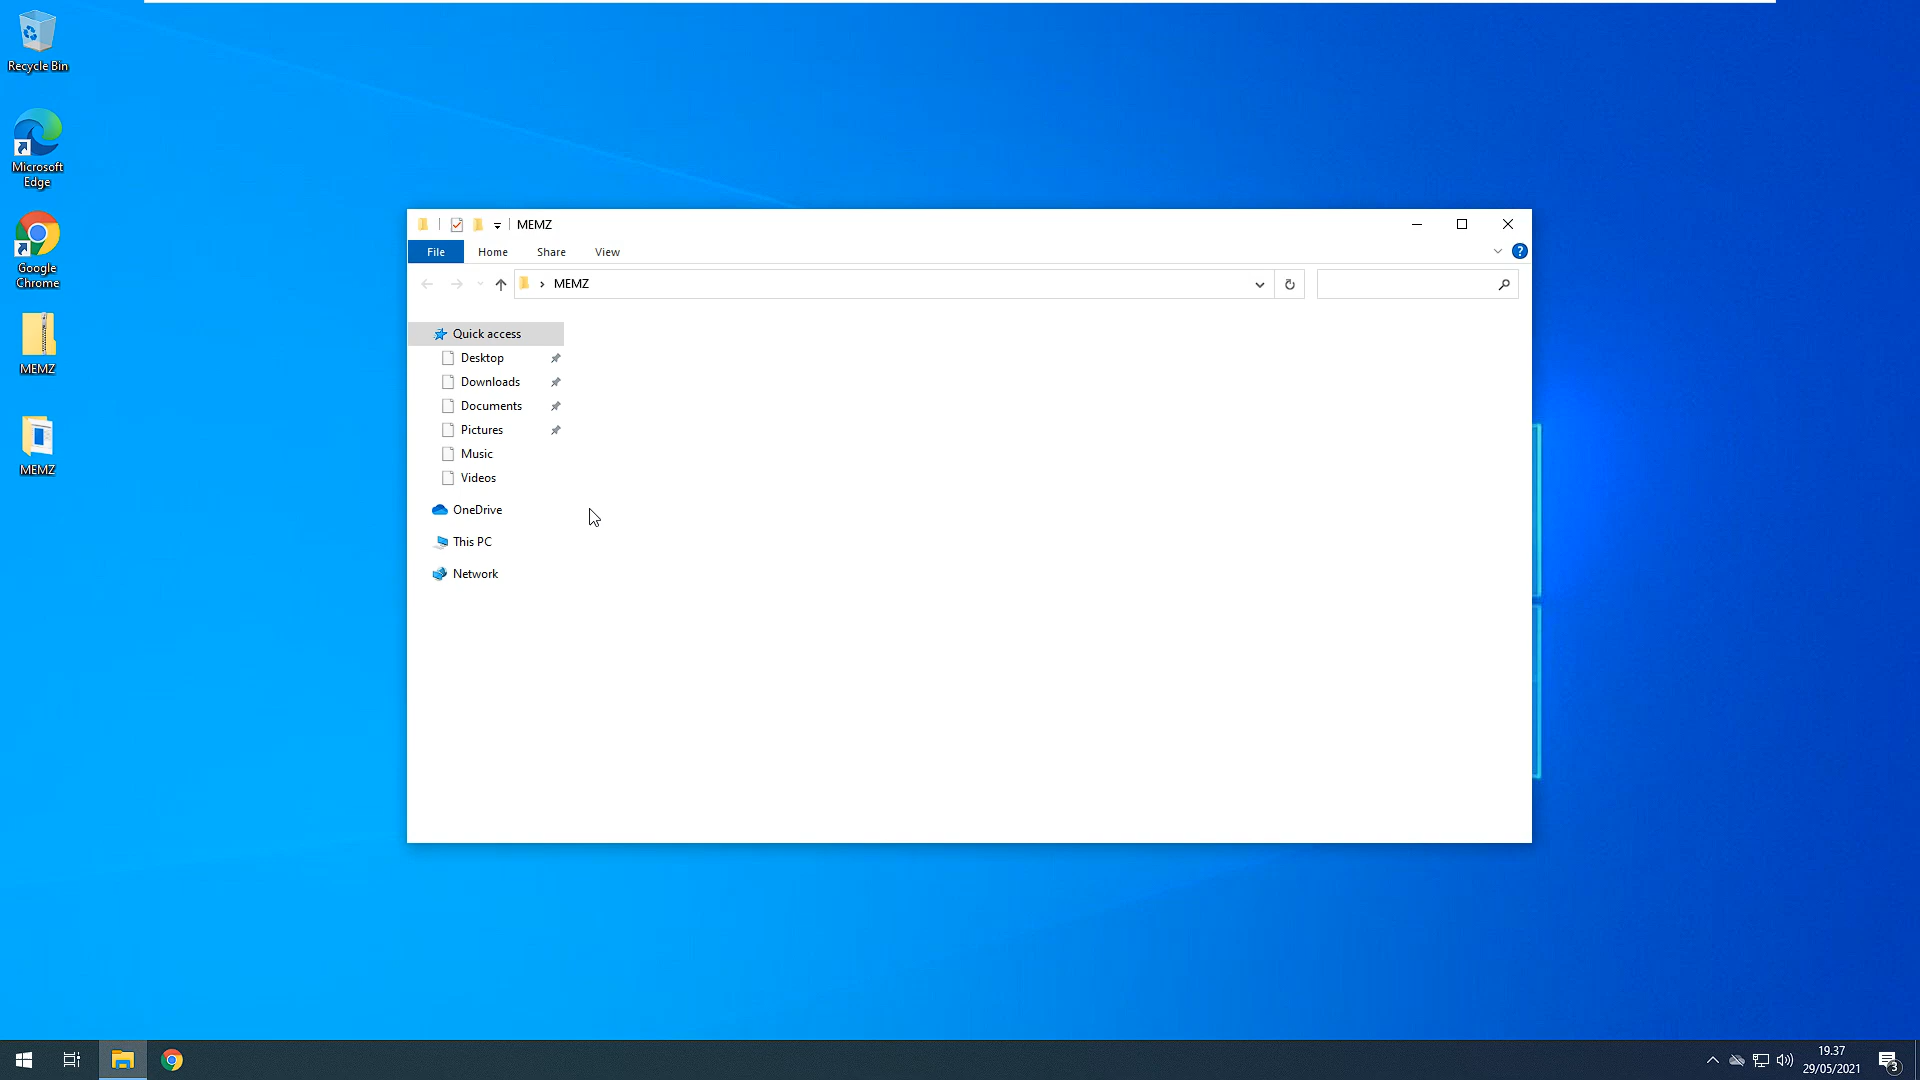 Recycle Bin
Microsoft
Edge
Google
Chrome
MEMZ
MEMZ
MEMZ
File
Home
Share
View
?
MEMZ
Quick access
Desktop
Downloads
Documents
Pictures
Music
Videos
OneDrive
This PC
Network
19.37
29/05/2021
3